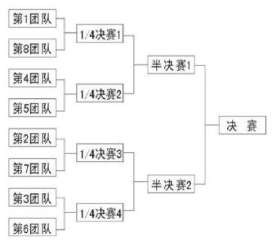 第1团队
第8团队
1/4决赛1
第4团队
第5团队
1/4决赛2
半决赛1
第2团队
第7团队
1/4决赛3
第3团队
第6团队
1/4决赛4
半决赛2
决 赛